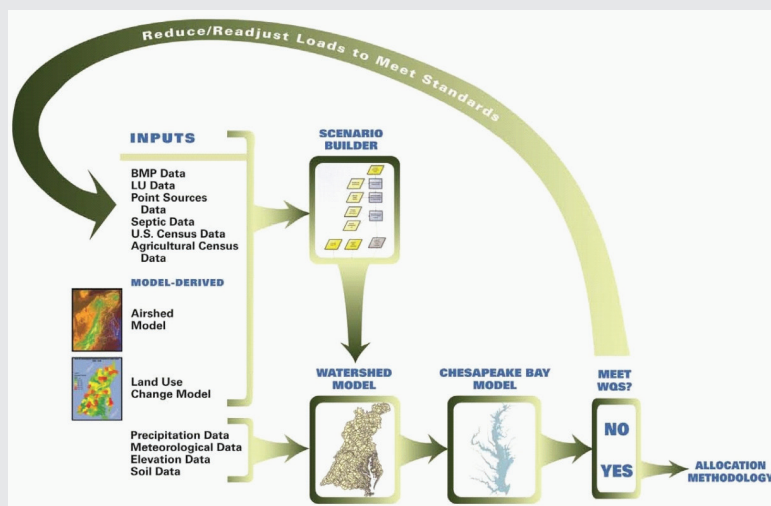 Reduce/Readjust Loads to Meet Standards
INPUTS
BMP Data
LU Data
Point Sources
Data
Septic Data
U.S. Census Data
Agricultural Census
Data
MODEL-DERIVED
Airshed
Model
Land Use
Change Model
Precipitation Data
Meteorological Data
Elevation Data
Soil Data
SCENARIO
BUILDER
WATERSHED
MODEL
CHESAPEAKE BAY
MODEL
MEET
WQS?
NO
YES
ALLOCATION
METHODOLOGY